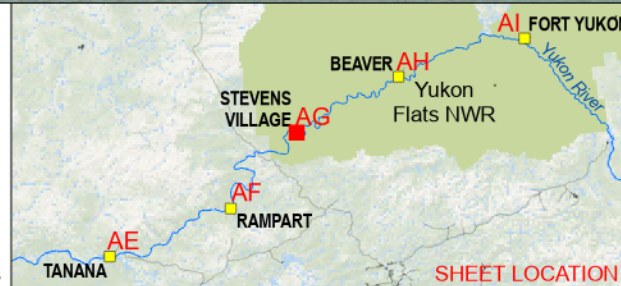 AI FORT YUKO
BEAVER AH
Yukon River
Yukon
Flats NWR
STEVENS
VILLAGE
AG
AF
RAMPART
AE
TANANA
SHEET LOCATION